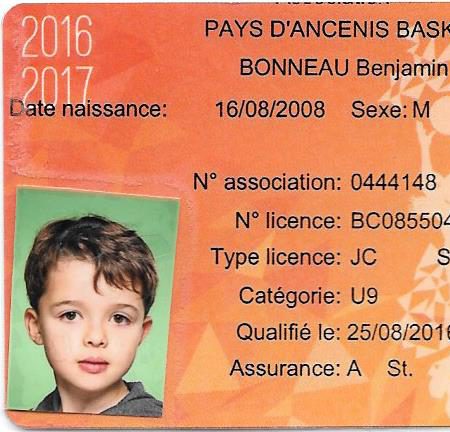 2016
2017
PAYS D'ANCENIS BASK
BONNEAU Benjamin
Date naissance: 16/08/2008 Sexe: M
N° association: 0444148
N° licence: BC085504
Type licence: JC S
Catégorie: U9
Qualifié le: 25/08/2016
Assurance: A St.